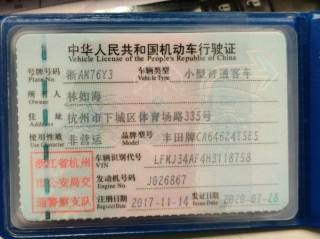 中华人民共和国机动车行驶证
Vehicle License of the People's Republic of China
号牌号码 浙AM76Y3 车辆类型 小型普通客车
Plate No. Vehicle Type
所有人 林如海
Owner
住址 杭州市下城区体育场路335号
Address
使用性质 非营运 品牌型号 丰田牌CA64624TSE5
Use Character Model
浙江省杭州 车辆识别代号 LFMJ34AF4H3118758
市公安局交 VIN
通警察支队 发动机号码 J026867
Engine No.
注册日期 2017-11-14 发证日期 2020-07-28
Register Date Issue Date